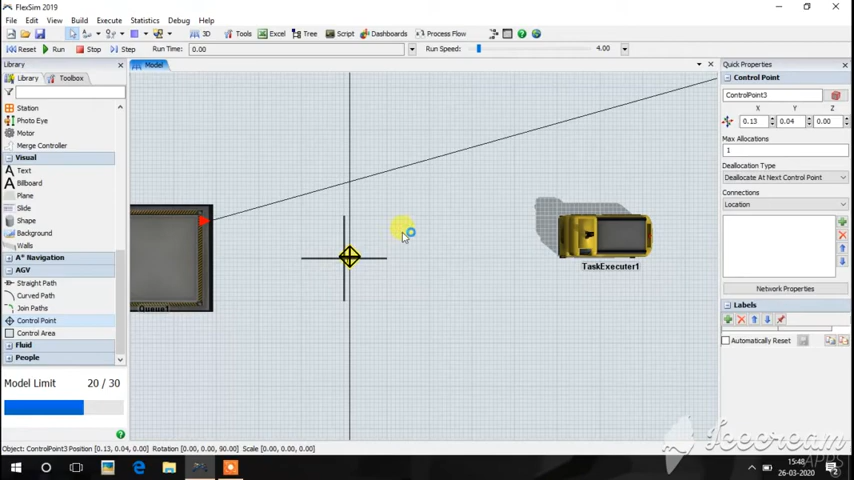 FlexSim 2019
File Edit View Build Execute Statistics Debug Help
3D Tools Excel Tree Script Dashboards Process Flow
Reset Run Stop Step Run Time: 0.00 Run Speed: 4.00
Library
Library Toolbox
Station
Photo Eye
Motor
Merge Controller
Visual
Text
Billboard
Plane
Slide
Shape
Background
Walls
A* Navigation
AGV
Straight Path
Curved Path
Join Paths
Control Point
Control Area
Fluid
People
Model Limit 20 / 30
Model
Queue1
TaskExecuter1
Quick Properties
Control Point
ControlPoint3
X Y Z
0.13 0.04 0.00
Max Allocations
1
Deallocation Type
Deallocate At Next Control Point
Connections
Location
Network Properties
Labels
Automatically Reset
Object: ControlPoint3 Position [0.13, 0.04, 0.00] Rotation [0.00, 0.00, 90.00] Scale [0.00, 0.00, 0.00]
Icecream
APPS
15:48
26-03-2020
2